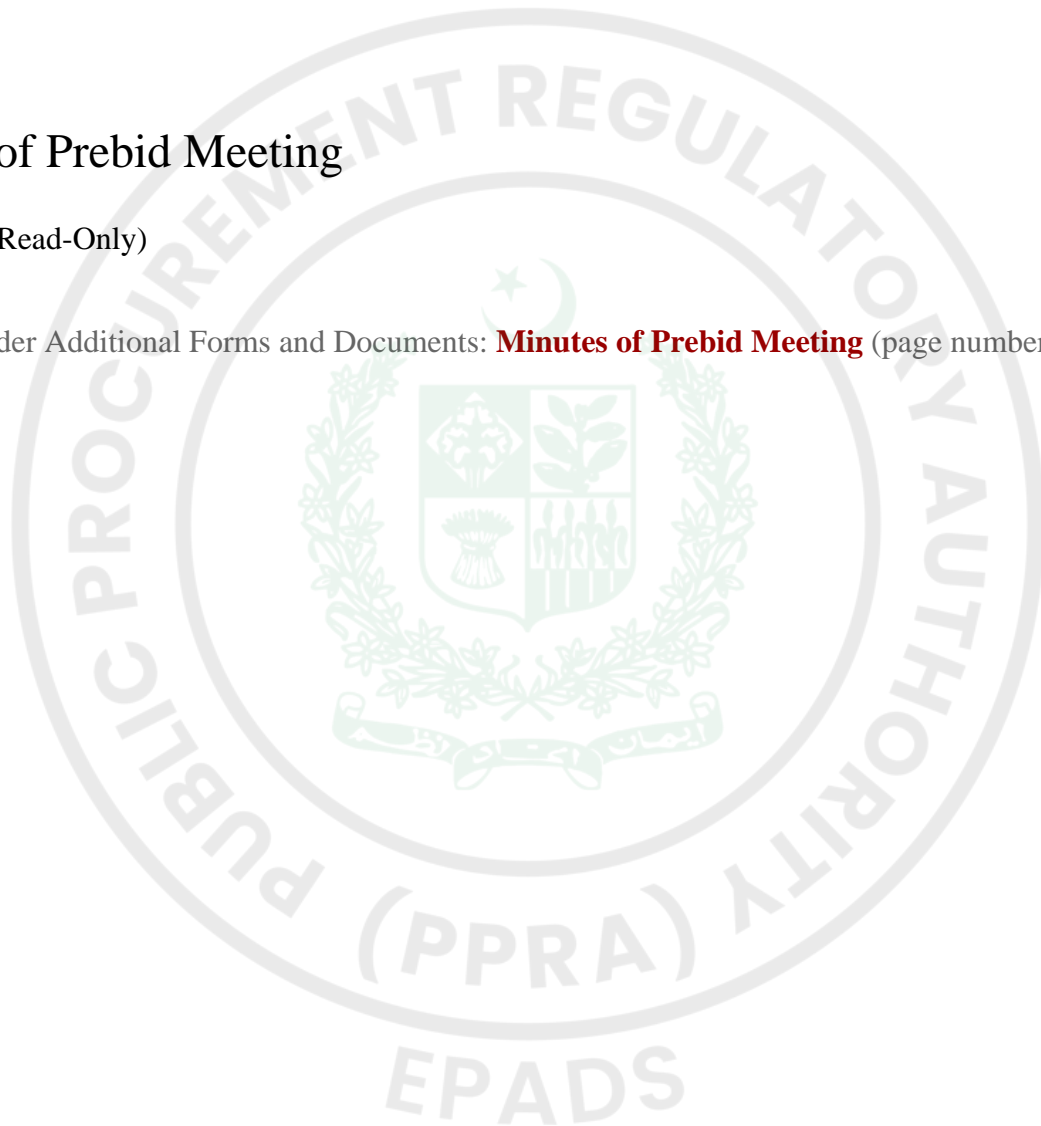 of Prebid Meeting
Read-Only)
der Additional Forms and Documents: Minutes of Prebid Meeting (page number
PUBLIC PROCUREMENT REGULATORY AUTHORITY
(PPRA)
EPADS